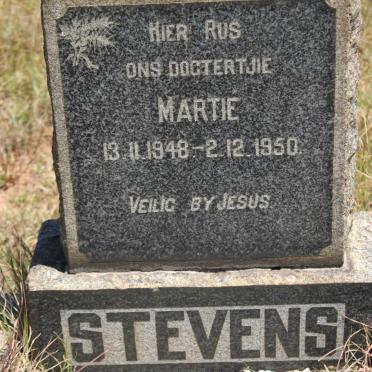 HIER RUS
ONS DOGTERTJIE
MARTIE
13.11.1948-2.12.1950.
VEILIG BY JESUS
STEVENS